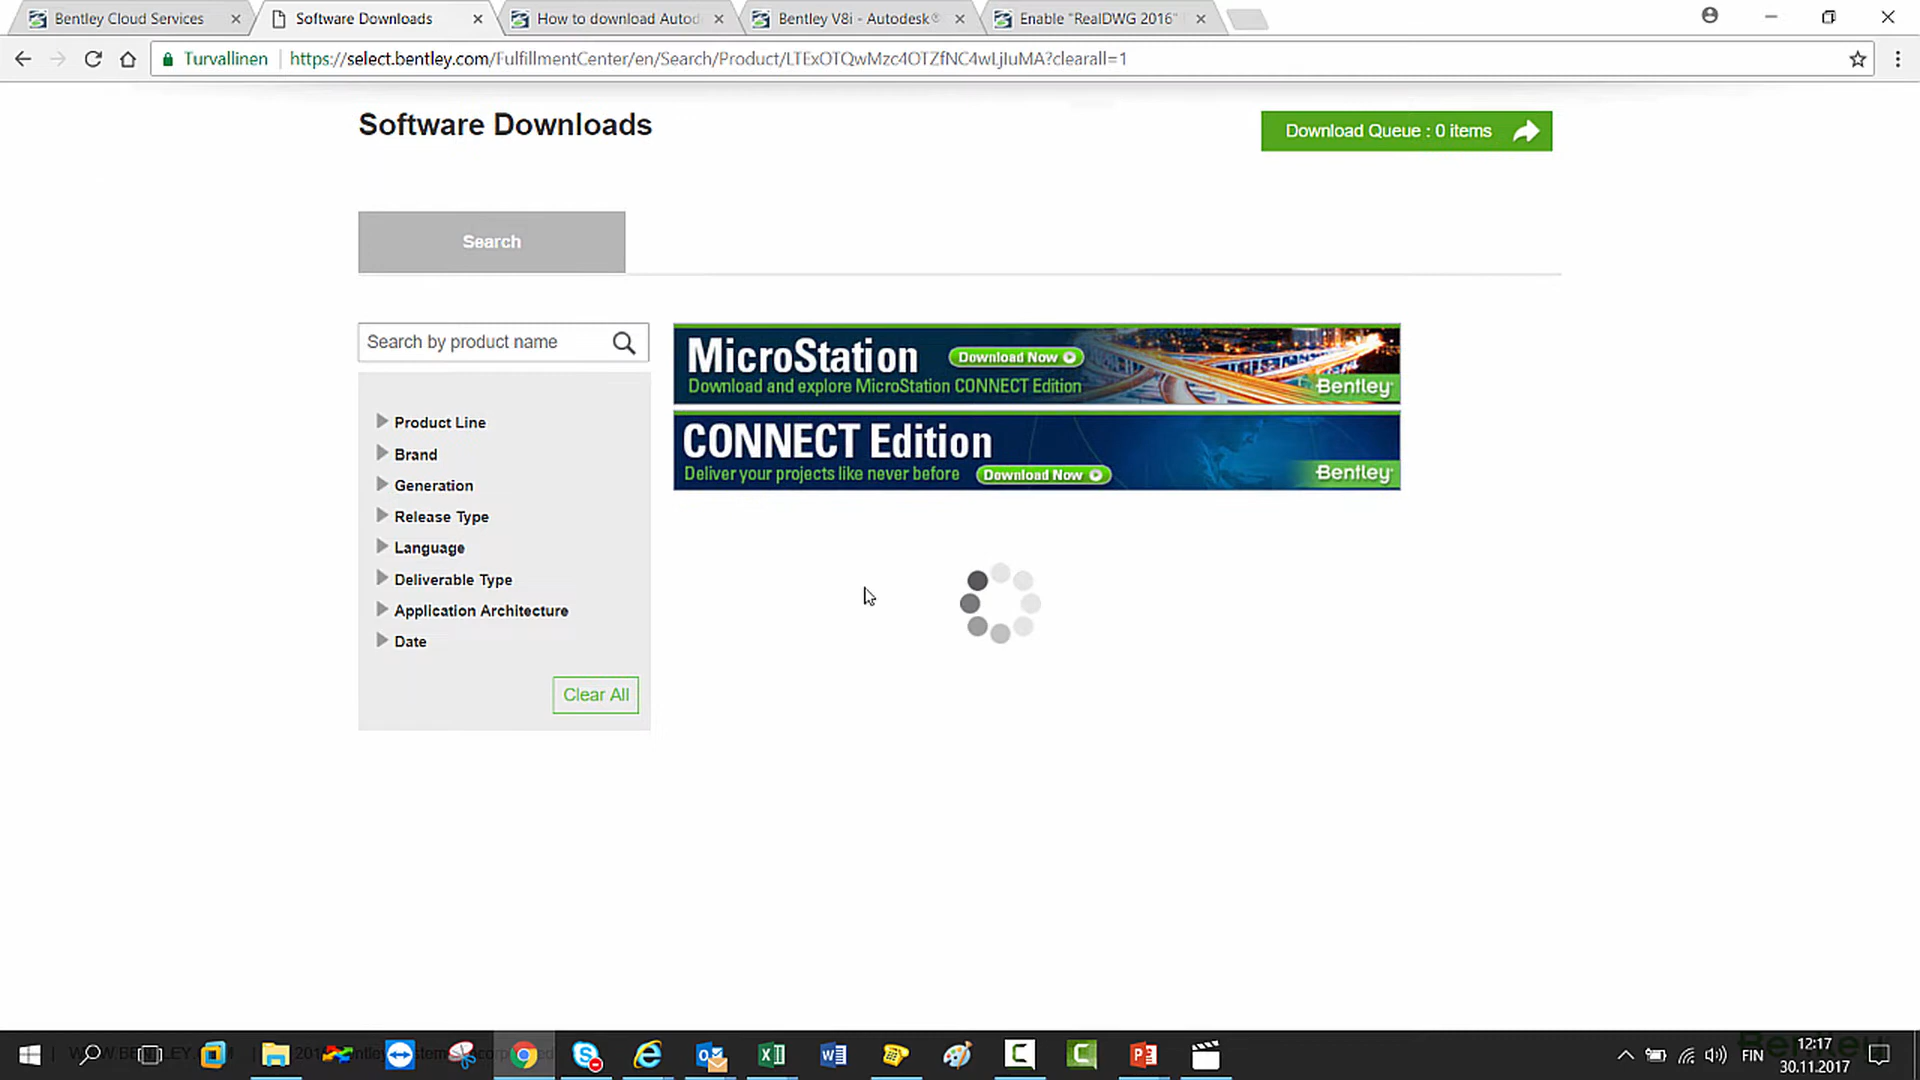 Bentley Cloud Services
Software Downloads
How to download Autod
Bentley V8i - Autodesk®
Enable "RealDWG 2016"
Turvallinen
https://select.bentley.com/FulfillmentCenter/en/Search/Product/LTExOTQwMzc4OTZfNC4wLjIuMA?clearall=1
Software Downloads
Download Queue : 0 items
Search
Search by product name
MicroStation
Download Now
Download and explore MicroStation CONNECT Edition
Bentley
CONNECT Edition
Deliver your projects like never before
Download Now
Bentley
Product Line
Brand
Generation
Release Type
Language
Deliverable Type
Application Architecture
Date
Clear All
FIN
12:17
30.11.2017